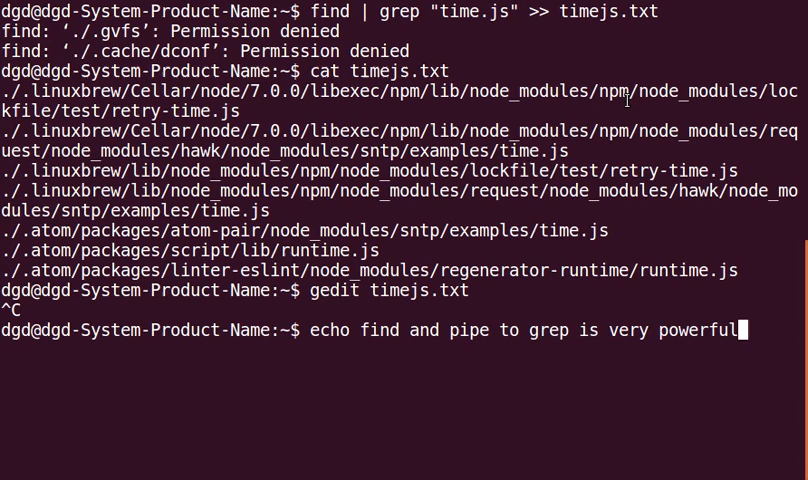 dgd@dgd-System-Product-Name:~$ find | grep "time.js" >> timejs.txt
find: ‘./.gvfs’: Permission denied
find: ‘./.cache/dconf’: Permission denied
dgd@dgd-System-Product-Name:~$ cat timejs.txt
./.linuxbrew/Cellar/node/7.0.0/libexec/npm/lib/node_modules/npm/node_modules/loc
kfile/test/retry-time.js
./.linuxbrew/Cellar/node/7.0.0/libexec/npm/lib/node_modules/npm/node_modules/req
uest/node_modules/hawk/node_modules/sntp/examples/time.js
./.linuxbrew/lib/node_modules/npm/node_modules/lockfile/test/retry-time.js
./.linuxbrew/lib/node_modules/npm/node_modules/request/node_modules/hawk/node_mo
dules/sntp/examples/time.js
./.atom/packages/atom-pair/node_modules/sntp/examples/time.js
./.atom/packages/script/lib/runtime.js
./.atom/packages/linter-eslint/node_modules/regenerator-runtime/runtime.js
dgd@dgd-System-Product-Name:~$ gedit timejs.txt
^C
dgd@dgd-System-Product-Name:~$ echo find and pipe to grep is very powerful